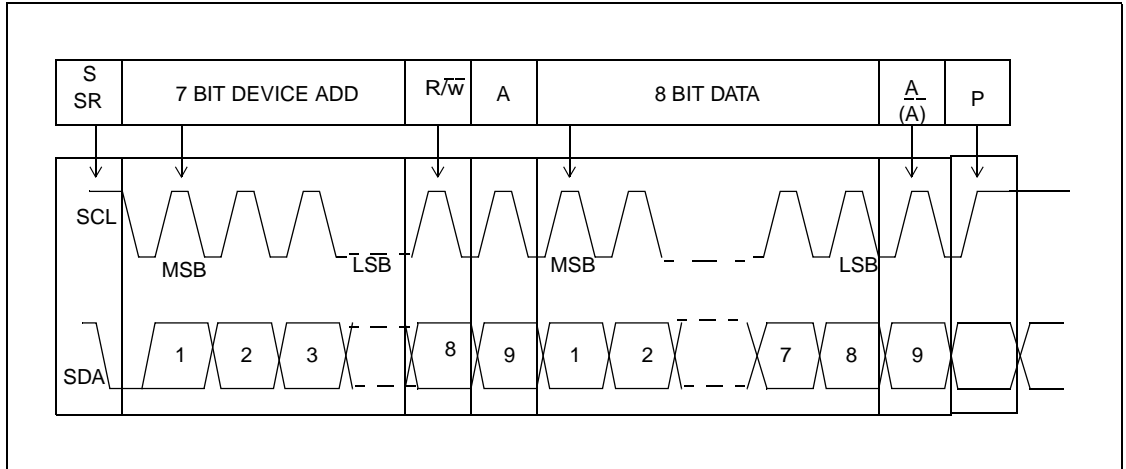 S
SR
7 BIT DEVICE ADD
R/w̅
A
8 BIT DATA
A
(A̅)
P
SCL
MSB
LSB
MSB
LSB
SDA
1 2 3 8 9 1 2 7 8 9